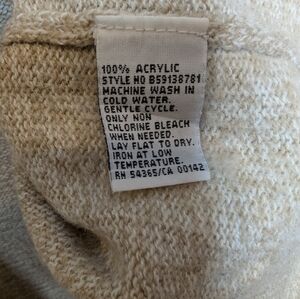 100% ACRYLIC
STYLE NO B59138781
MACHINE WASH IN
COLD WATER.
GENTLE CYCLE.
ONLY NON
CHLORINE BLEACH
WHEN NEEDED.
LAY FLAT TO DRY.
IRON AT LOW
TEMPERATURE.
RN 54365/CA 00142